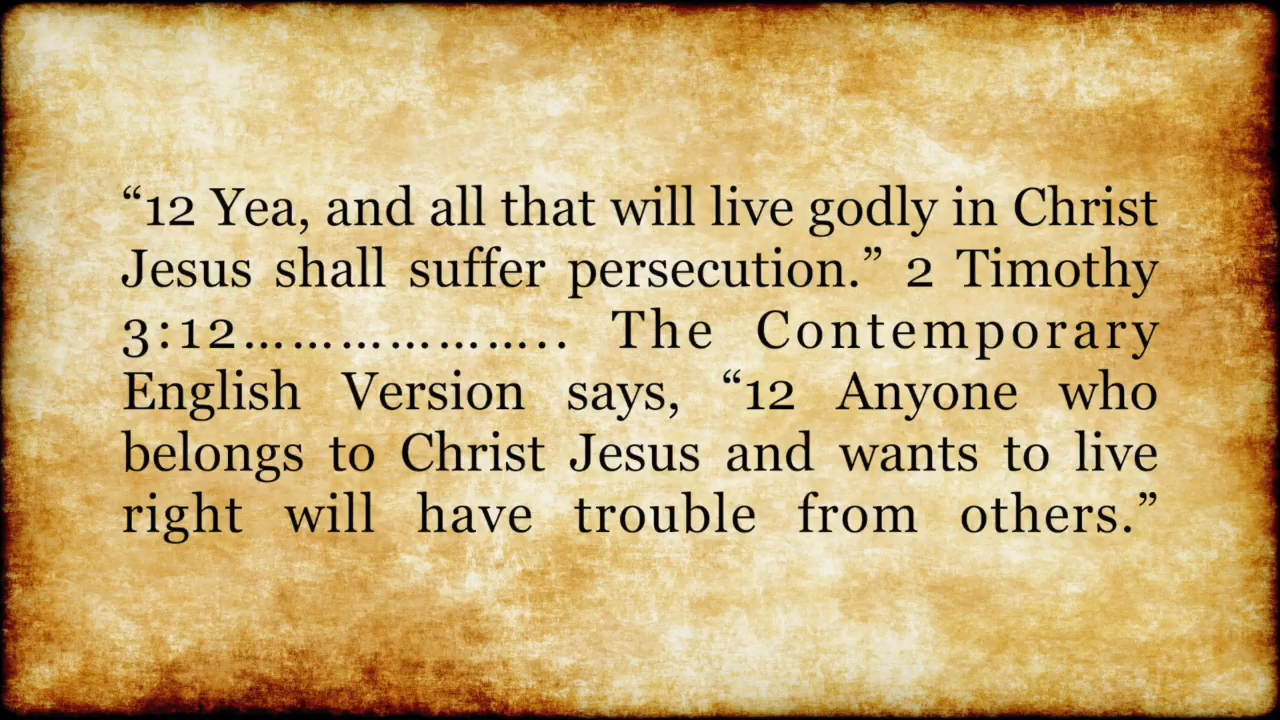 “12 Yea, and all that will live godly in Christ
Jesus shall suffer persecution.” 2 Timothy
3:12……………….. The Contemporary
English Version says, “12 Anyone who
belongs to Christ Jesus and wants to live
right will have trouble from others.”